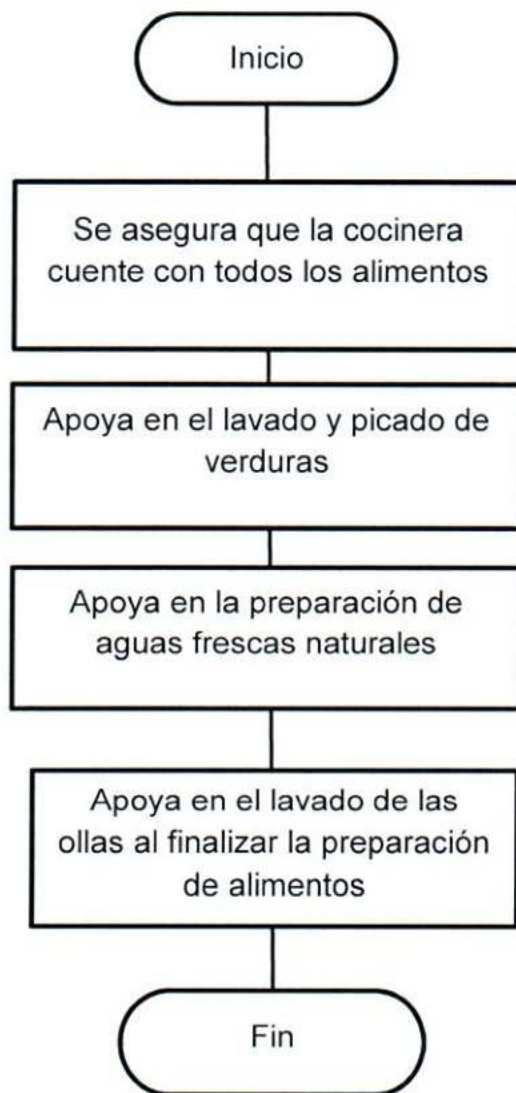 Inicio
Se asegura que la cocinera
cuente con todos los alimentos
Apoya en el lavado y picado de
verduras
Apoya en la preparación de
aguas frescas naturales
Apoya en el lavado de las
ollas al finalizar la preparación
de alimentos
Fin